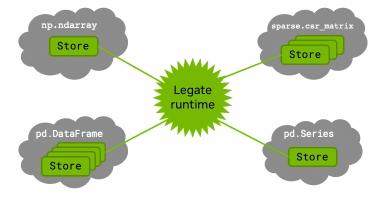 np.ndarray
Store
sparse.csr_matrix
Store
Legate
runtime
pd.DataFrame
Store
pd.Series
Store